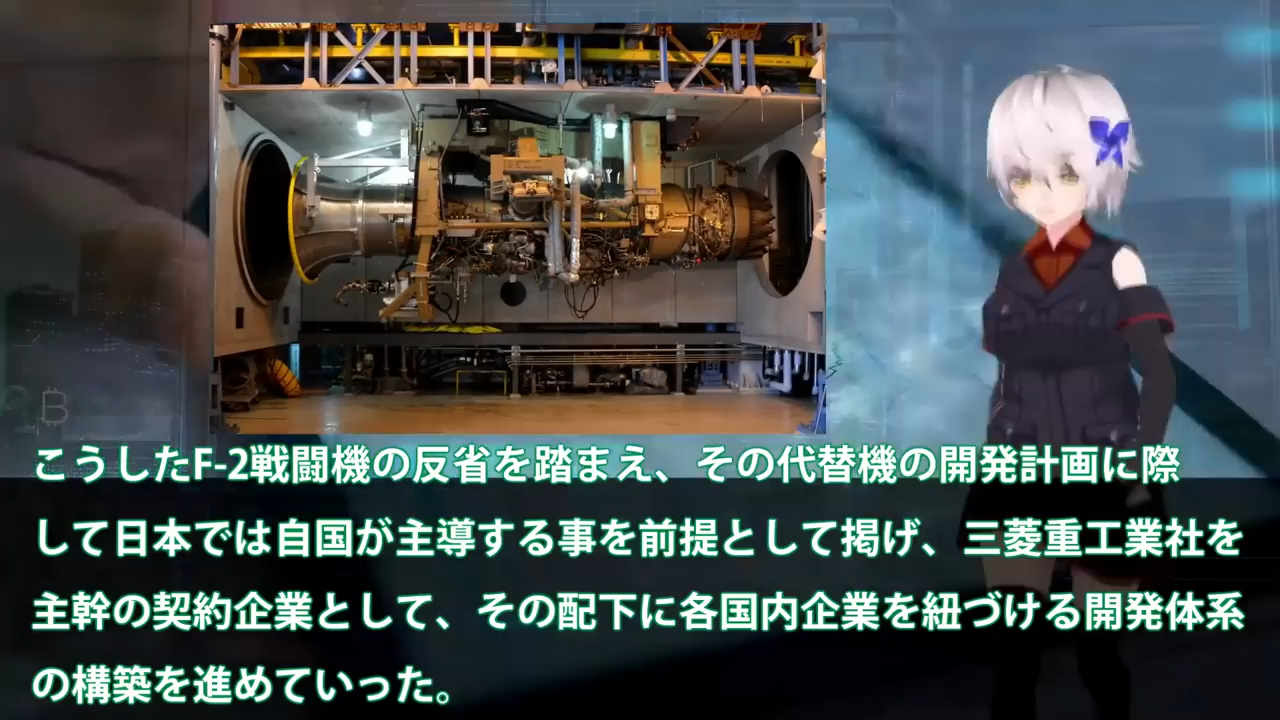 こうしたF-2戦闘機の反省を踏まえ、その代替機の開発計画に際
して日本では自国が主導する事を前提として掲げ、三菱重工業社を
主幹の契約企業として、その配下に各国内企業を紐づける開発体系
の構築を進めていった。